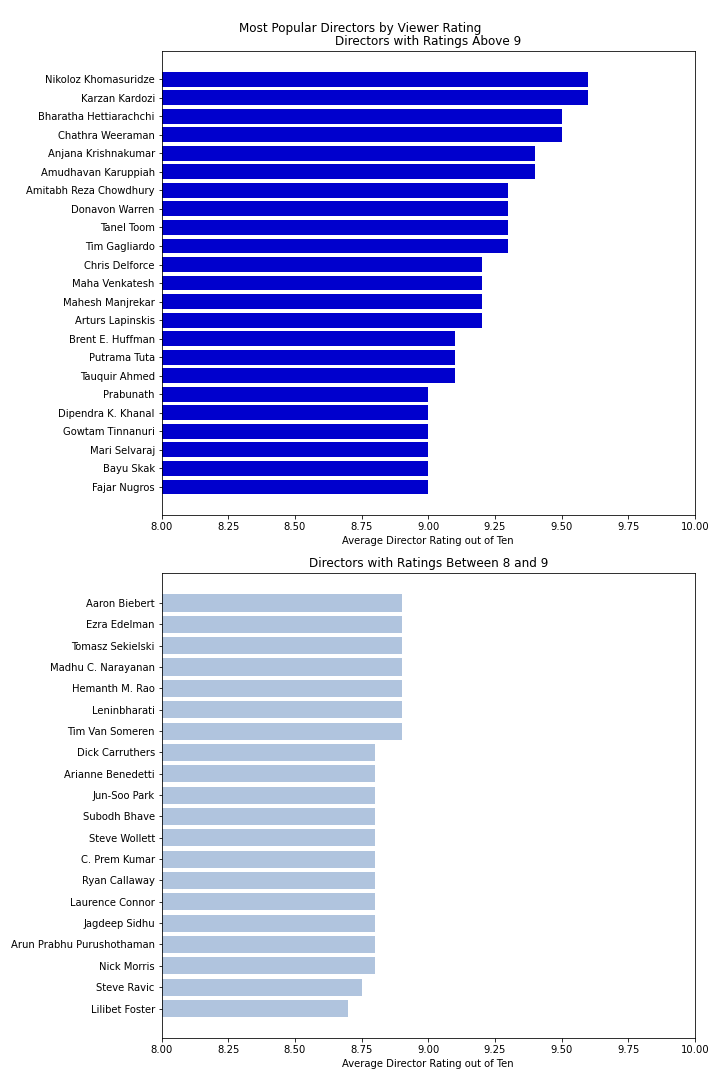 Most Popular Directors by Viewer Rating
Directors with Ratings Above 9
Nikoloz Khomasuridze
Karzan Kardozi
Bharatha Hettiarachchi
Chathra Weeraman
Anjana Krishnakumar
Amudhavan Karuppiah
Amitabh Reza Chowdhury
Donavon Warren
Tanel Toom
Tim Gagliardo
Chris Delforce
Maha Venkatesh
Mahesh Manjrekar
Arturs Lapinskis
Brent E. Huffman
Putrama Tuta
Tauquir Ahmed
Prabunath
Dipendra K. Khanal
Gowtam Tinnanuri
Mari Selvaraj
Bayu Skak
Fajar Nugros
8.00 8.25 8.50 8.75 9.00 9.25 9.50 9.75 10.00
Average Director Rating out of Ten
Directors with Ratings Between 8 and 9
Aaron Biebert
Ezra Edelman
Tomasz Sekielski
Madhu C. Narayanan
Hemanth M. Rao
Leninbharati
Tim Van Someren
Dick Carruthers
Arianne Benedetti
Jun-Soo Park
Subodh Bhave
Steve Wollett
C. Prem Kumar
Ryan Callaway
Laurence Connor
Jagdeep Sidhu
Arun Prabhu Purushothaman
Nick Morris
Steve Ravic
Lilibet Foster
8.00 8.25 8.50 8.75 9.00 9.25 9.50 9.75 10.00
Average Director Rating out of Ten